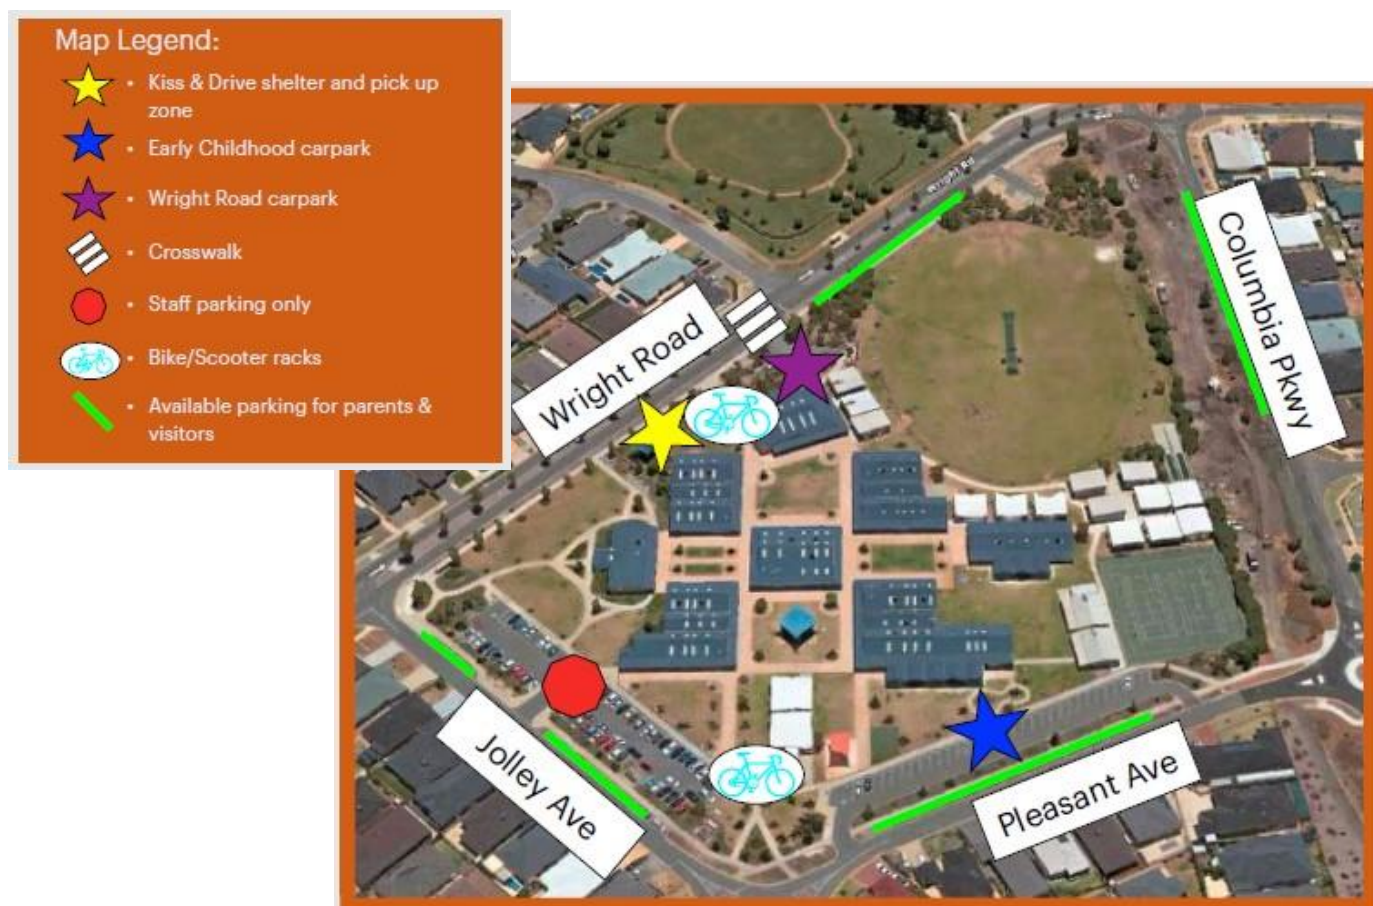 Map Legend:
• Kiss & Drive shelter and pick up
zone
• Early Childhood carpark
• Wright Road carpark
• Crosswalk
• Staff parking only
• Bike/Scooter racks
• Available parking for parents &
visitors
Wright Rd
Columbia Pkwy
Wright Road
Jolley Ave
Pleasant Ave